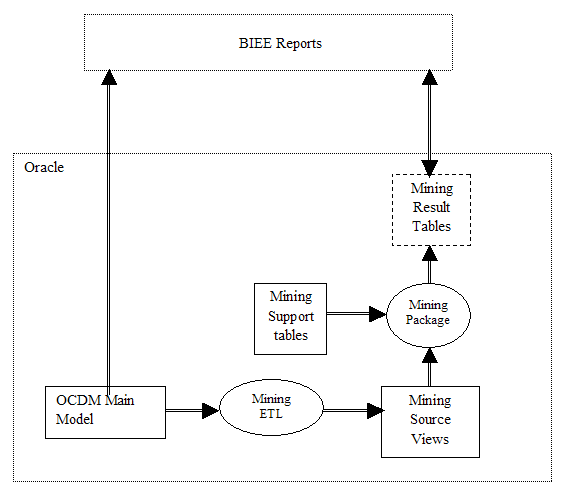 BIEE Reports
Oracle
Mining
Result
Tables
Mining
Support
tables
Mining
Package
OCDM Main
Model
Mining
ETL
Mining
Source
Views